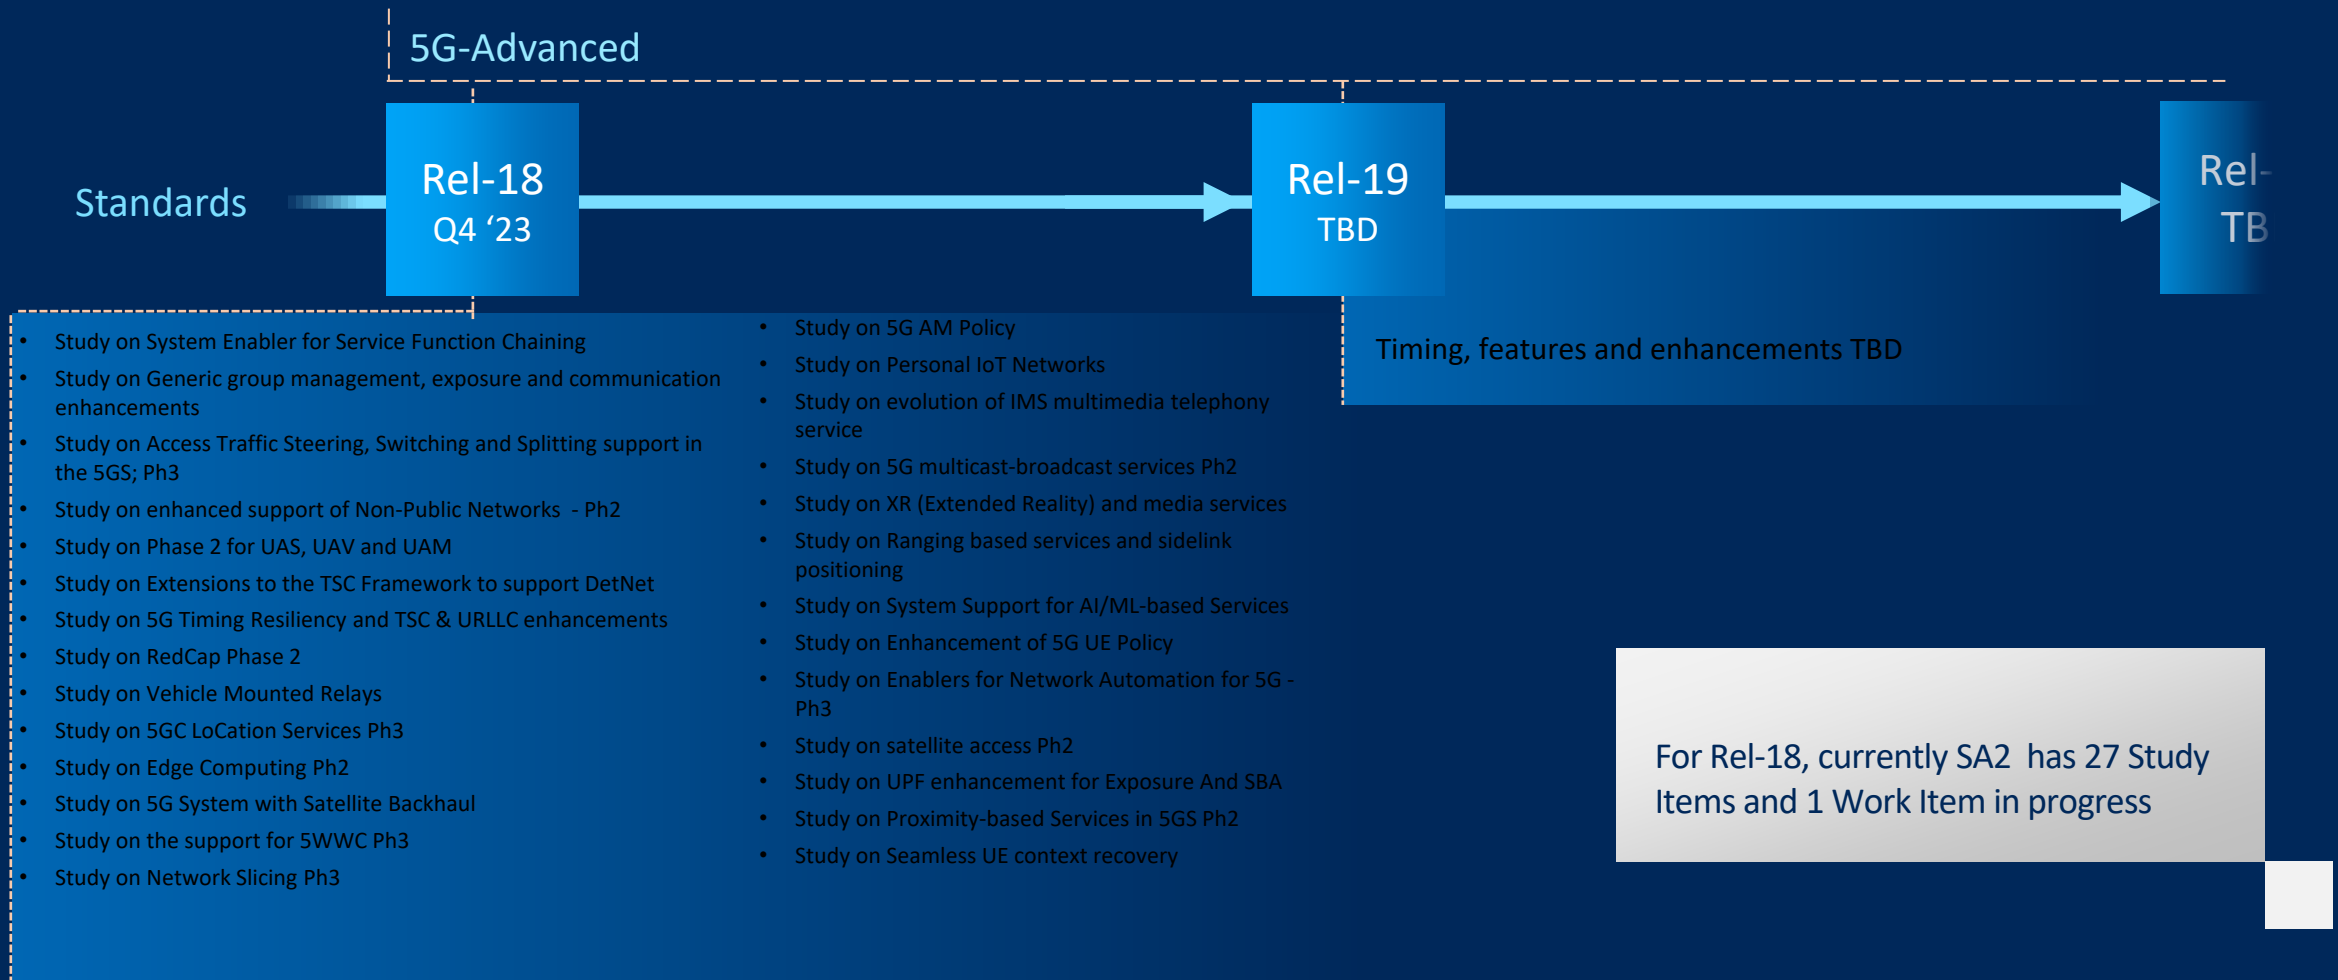 5G-Advanced
Standards
Rel-18
Q4 ‘23
Rel-19
TBD
Rel-
TB
• Study on System Enabler for Service Function Chaining
• Study on Generic group management, exposure and communication
enhancements
• Study on Access Traffic Steering, Switching and Splitting support in
the 5GS; Ph3
• Study on enhanced support of Non-Public Networks - Ph2
• Study on Phase 2 for UAS, UAV and UAM
• Study on Extensions to the TSC Framework to support DetNet
• Study on 5G Timing Resiliency and TSC & URLLC enhancements
• Study on RedCap Phase 2
• Study on Vehicle Mounted Relays
• Study on 5GC LoCation Services Ph3
• Study on Edge Computing Ph2
• Study on 5G System with Satellite Backhaul
• Study on the support for 5WWC Ph3
• Study on Network Slicing Ph3
• Study on 5G AM Policy
• Study on Personal IoT Networks
• Study on evolution of IMS multimedia telephony
service
• Study on 5G multicast-broadcast services Ph2
• Study on XR (Extended Reality) and media services
• Study on Ranging based services and sidelink
positioning
• Study on System Support for AI/ML-based Services
• Study on Enhancement of 5G UE Policy
• Study on Enablers for Network Automation for 5G -
Ph3
• Study on satellite access Ph2
• Study on UPF enhancement for Exposure And SBA
• Study on Proximity-based Services in 5GS Ph2
• Study on Seamless UE context recovery
Timing, features and enhancements TBD
For Rel-18, currently SA2 has 27 Study
Items and 1 Work Item in progress